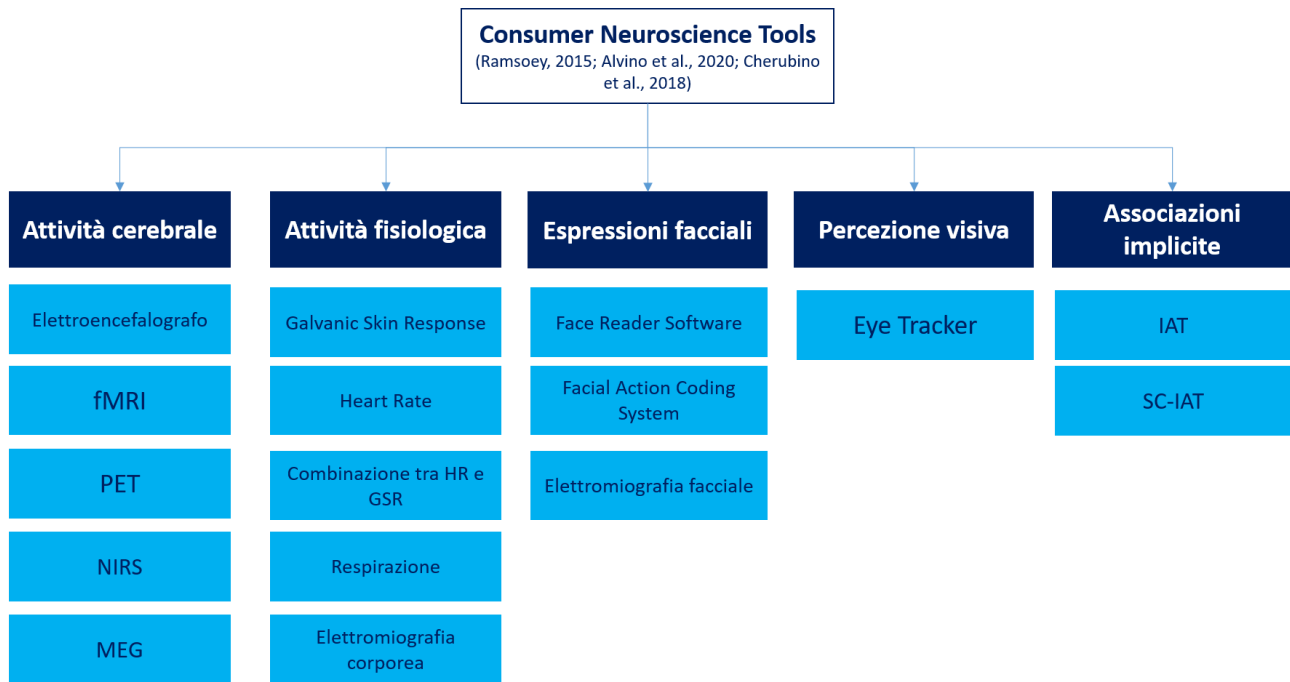 Consumer Neuroscience Tools
(Ramsoey, 2015; Alvino et al., 2020; Cherubino
et al., 2018)
Attività cerebrale
Elettroencefalografo
fMRI
PET
NIRS
MEG
Attività fisiologica
Galvanic Skin Response
Heart Rate
Combinazione tra HR e
GSR
Respirazione
Elettromiografia
corporea
Espressioni facciali
Face Reader Software
Facial Action Coding
System
Elettromiografia facciale
Percezione visiva
Eye Tracker
Associazioni
implicite
IAT
SC-IAT